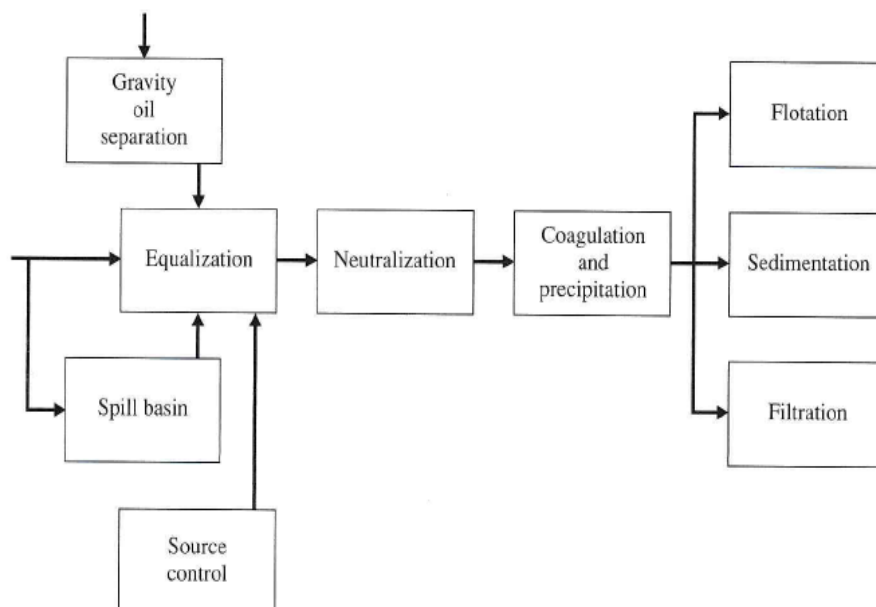 Gravity
oil
separation
Flotation
Equalization
Neutralization
Coagulation
and
precipitation
Sedimentation
Spill basin
Filtration
Source
control